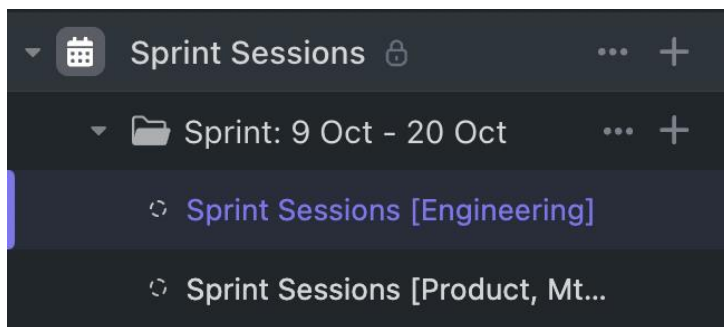 Sprint Sessions
Sprint: 9 Oct - 20 Oct
Sprint Sessions [Engineering]
Sprint Sessions [Product, Mt...